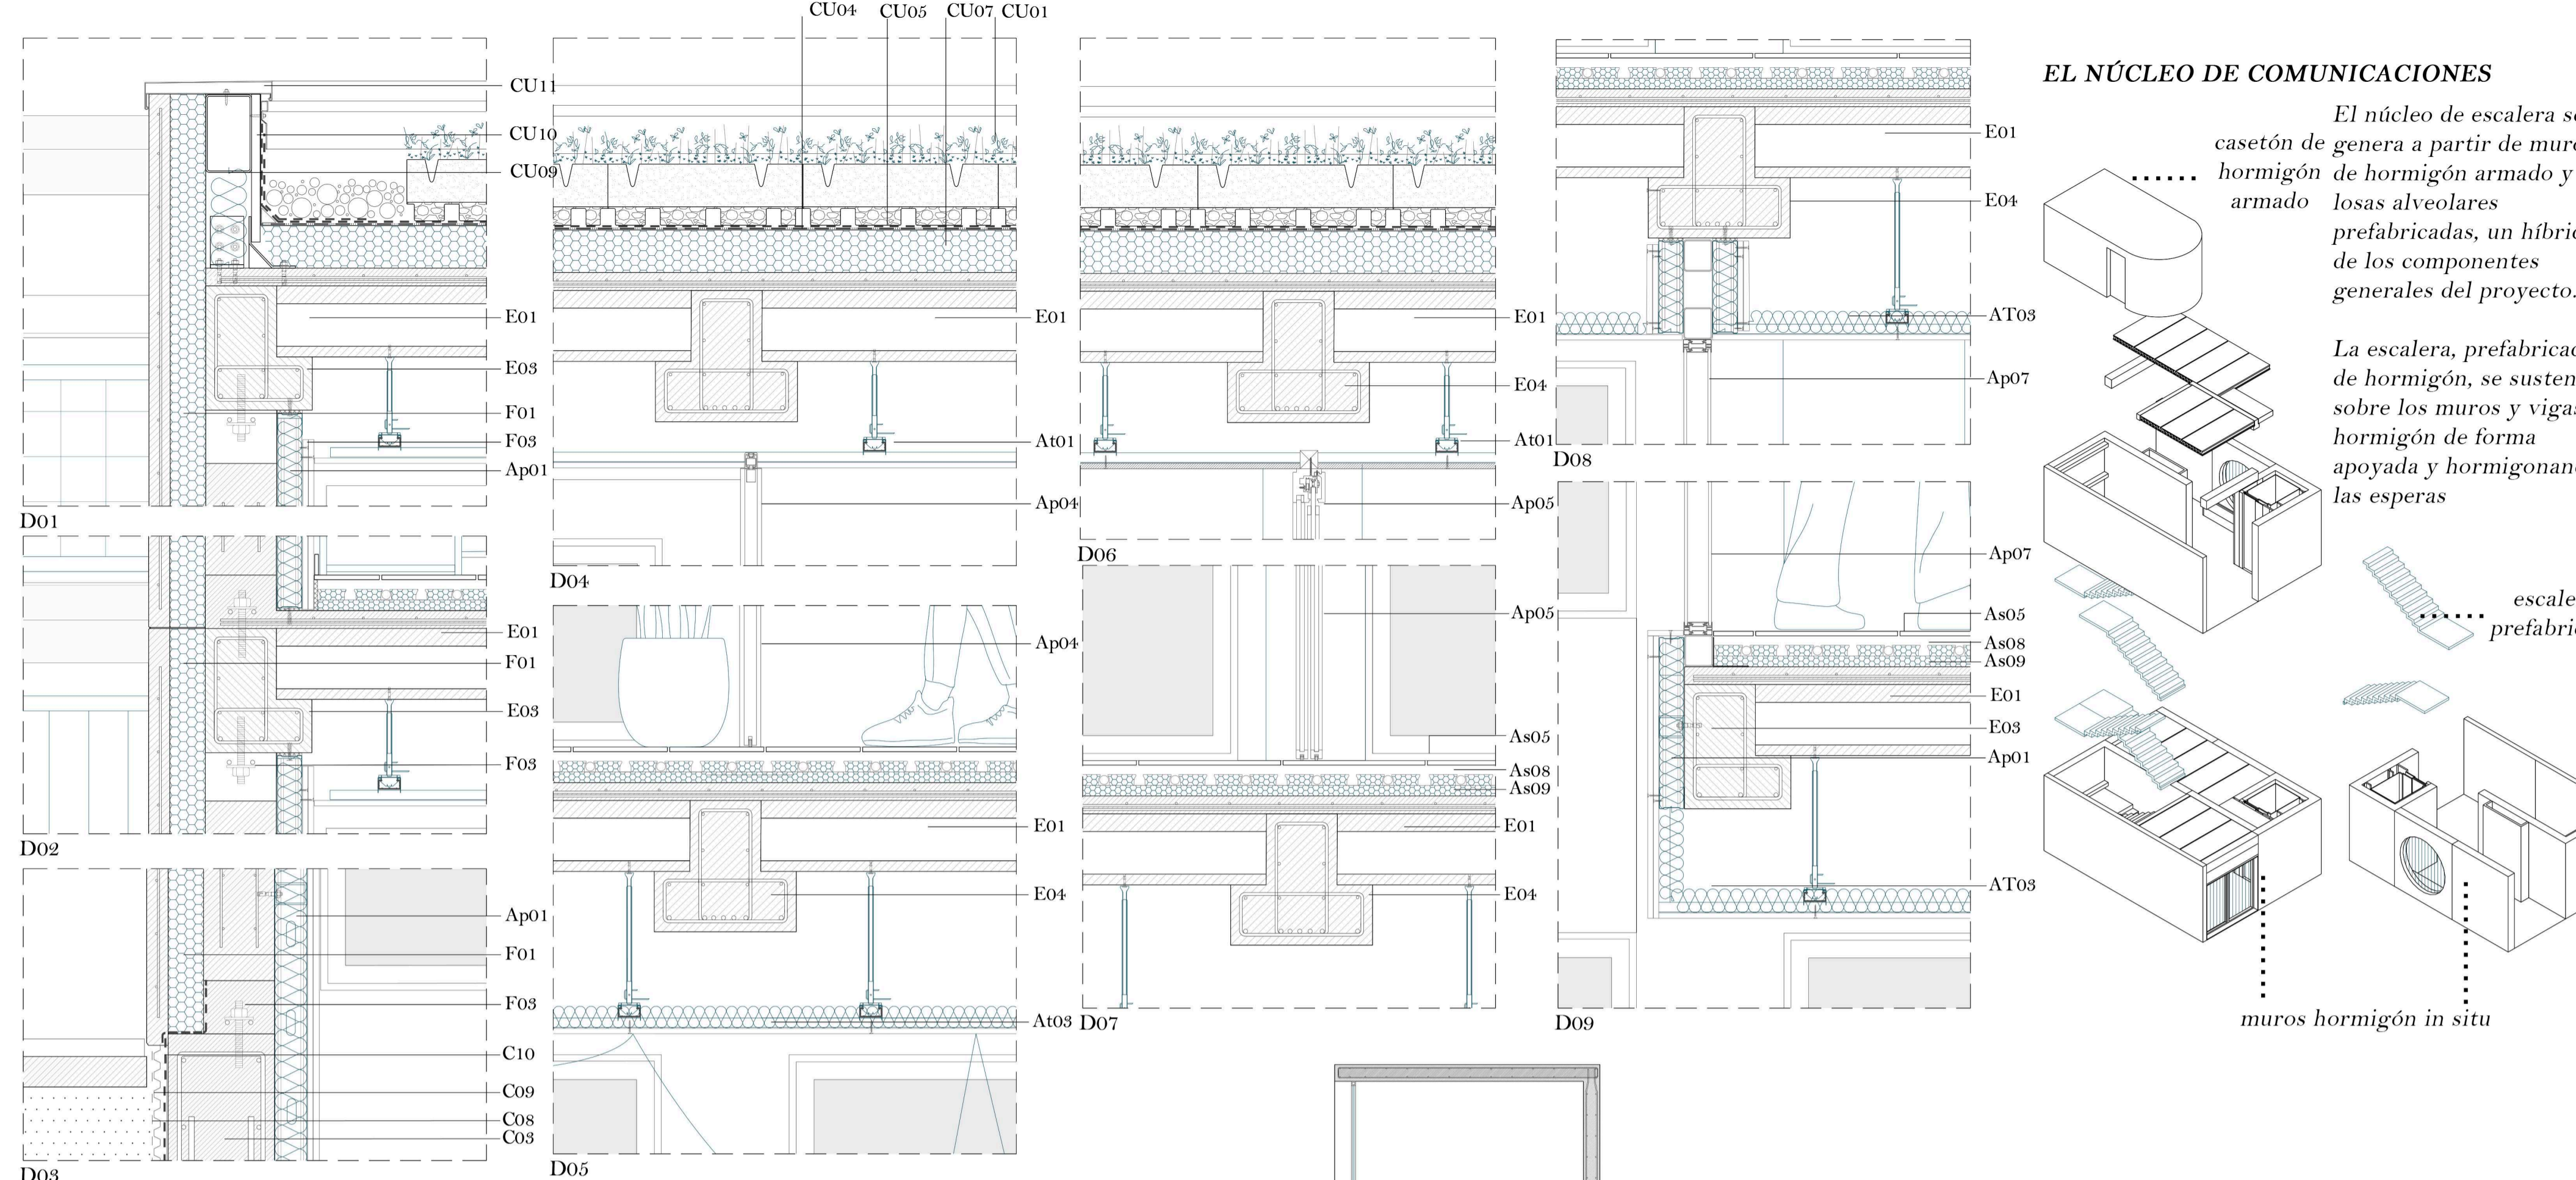 CU04 CU05 CU07 CU01
CU11
CU10
CU09
E01
E03
F01
F03
Ap01
D01
E01
F01
E03
F03
D02
Ap01
F01
F03
C10
C09
C08
C03
D03
E01
At01
Ap04
D04
Ap04
E01
E04
At03
D05
E01
E04
At01
Ap05
D06
Ap05
As05
As08
As09
E01
E04
D07
E01
E04
AT03
Ap07
D08
Ap07
As05
As08
As09
E01
E03
Ap01
AT03
D09
EL NÚCLEO DE COMUNICACIONES
casetón de
hormigón
armado
El núcleo de escalera se
genera a partir de muro
de hormigón armado y
losas alveolares
prefabricadas, un híbric
de los componentes
generales del proyecto.
La escalera, prefabricac
de hormigón, se susten
sobre los muros y vigas
hormigón de forma
apoyada y hormigonan
las esperas
escale
prefabri
muros hormigón in situ